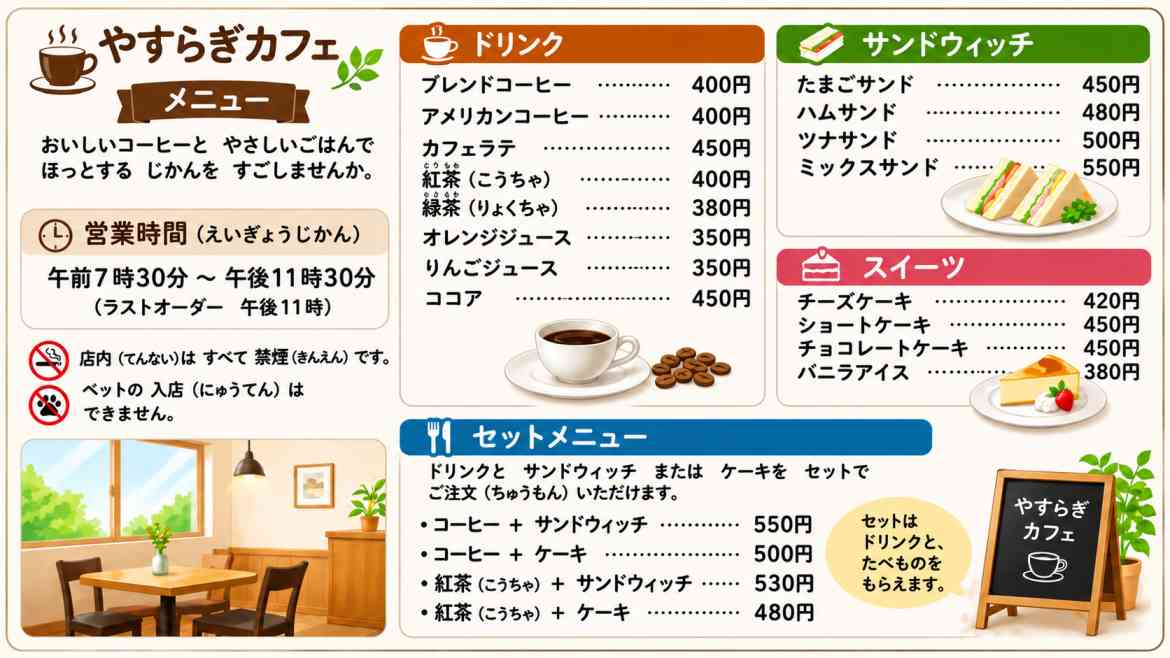 やすらぎカフェ
メニュー
おいしいコーヒーと やさしいごはんで
ほっとする じかんを すごしませんか。
営業時間（えいぎょうじかん）
午前7時30分 ～ 午後11時30分
（ラストオーダー 午後11時）
店内（てんない）は すべて 禁煙（きんえん）です。
ペットの 入店（にゅうてん）は
できません。
ドリンク
ブレンドコーヒー ………… 400円
アメリカンコーヒー ………… 400円
カフェラテ ………… 450円
紅茶（こうちゃ） ………… 400円
緑茶（りょくちゃ） ………… 380円
オレンジジュース ………… 350円
りんごジュース ………… 350円
ココア ………… 450円
サンドウィッチ
たまごサンド ………… 450円
ハムサンド ………… 480円
ツナサンド ………… 500円
ミックスサンド ………… 550円
スイーツ
チーズケーキ ………… 420円
ショートケーキ ………… 450円
チョコレートケーキ ………… 450円
バニラアイス ………… 380円
セットメニュー
ドリンクと サンドウィッチ または ケーキを セットで
ご注文（ちゅうもん）いただけます。
・コーヒー + サンドウィッチ ………… 550円
・コーヒー + ケーキ ………… 500円
・紅茶（こうちゃ）+ サンドウィッチ …… 530円
・紅茶（こうちゃ）+ ケーキ ………… 480円
セットは
ドリンクと、
たべものを
もらえます。
やすらぎ
カフェ